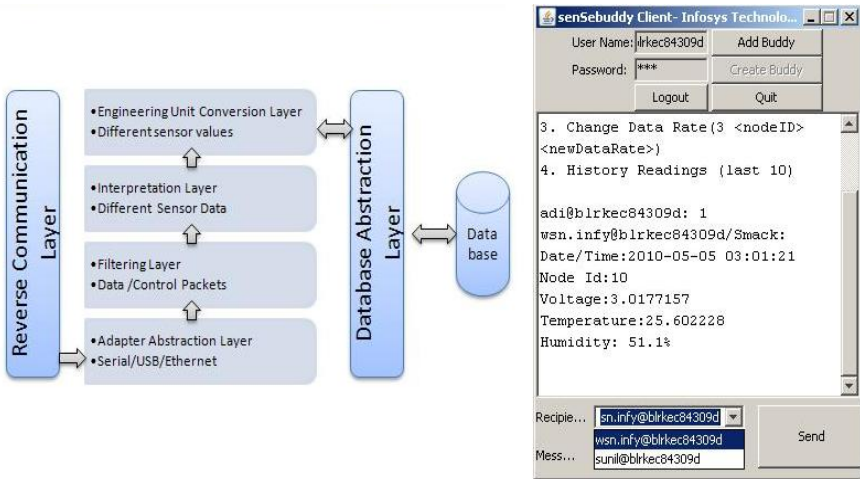 Reverse Communication
Layer
•Engineering Unit Conversion Layer
•Different sensor values
•Interpretation Layer
•Different Sensor Data
•Filtering Layer
•Data /Control Packets
•Adapter Abstraction Layer
•Serial/USB/Ethernet
Database Abstraction
Layer
Data
base
senSebuddy Client- Infosys Technolo...
User Name:
lrkec84309d
Add Buddy
Password:
***
Create Buddy
Logout
Quit
3. Change Data Rate(3 <nodeID>
<newDataRate>)
4. History Readings (last 10)
adi@blrkec84309d: 1
wsn.infy@blrkec84309d/Smack:
Date/Time:2010-05-05 03:01:21
Node Id:10
Voltage:3.0177157
Temperature:25.602228
Humidity: 51.1%
Recipie...
sn.infy@blrkec84309d
wsn.infy@blrkec84309d
sunil@blrkec84309d
Mess...
Send